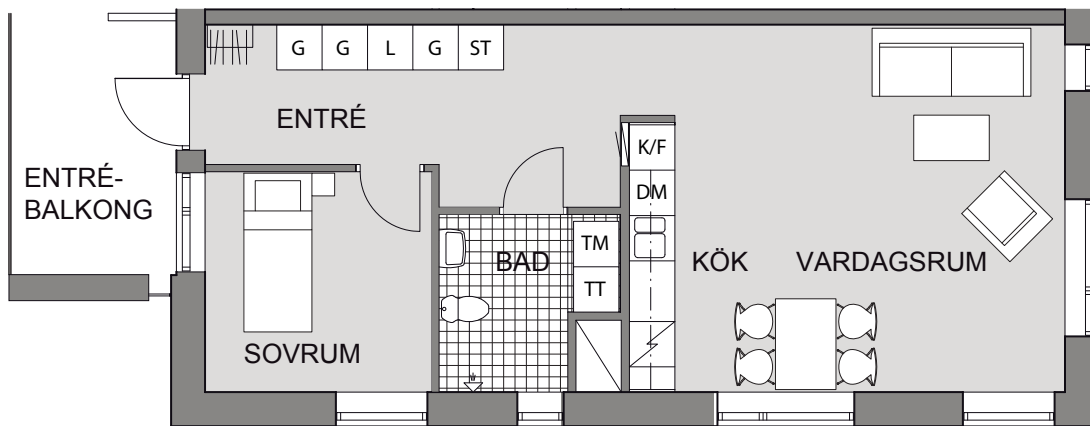 G G L G ST
ENTRÉ
K/F
DM
ENTRÉ-
BALKONG
TM
BAD
TT
KÖK VARDAGSRUM
SOVRUM